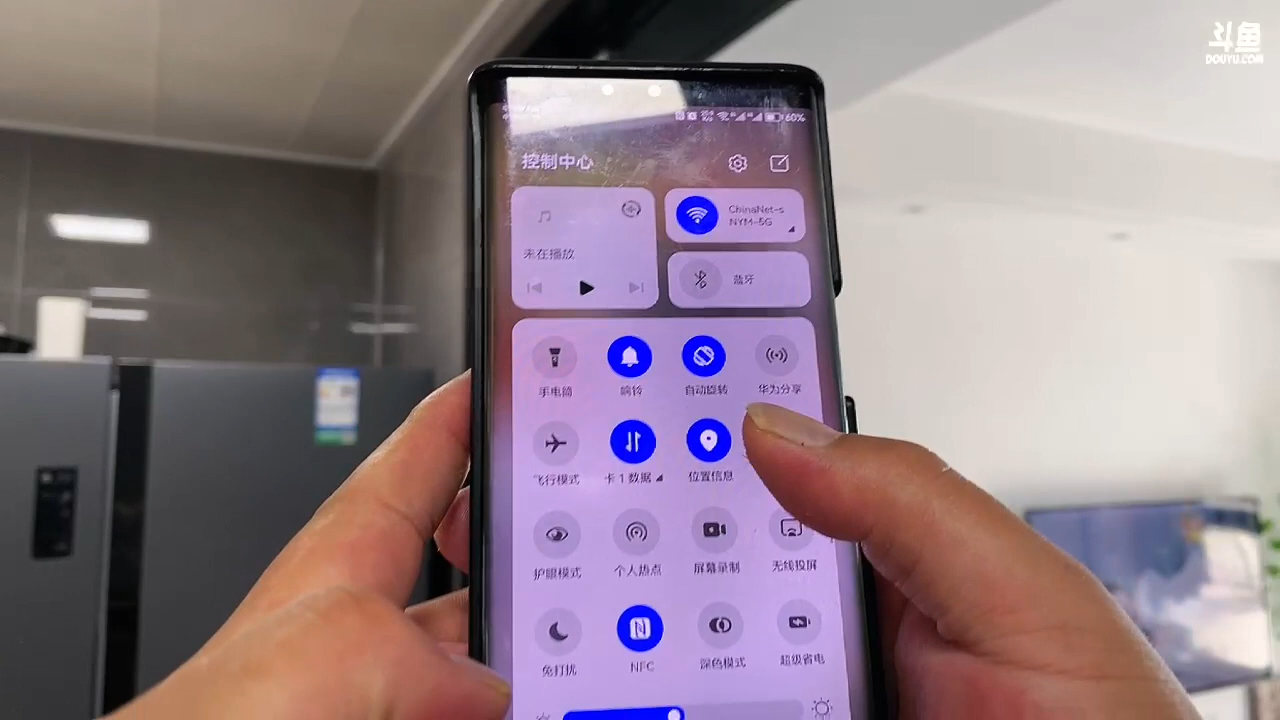 斗鱼
DOUYU.COM
60%
控制中心
ChinaNet-s
NYM-5G
未在播放
蓝牙
手电筒
响铃
自动旋转
华为分享
飞行模式
卡 1 数据
位置信息
护眼模式
个人热点
屏幕录制
无线投屏
免打扰
NFC
深色模式
超级省电